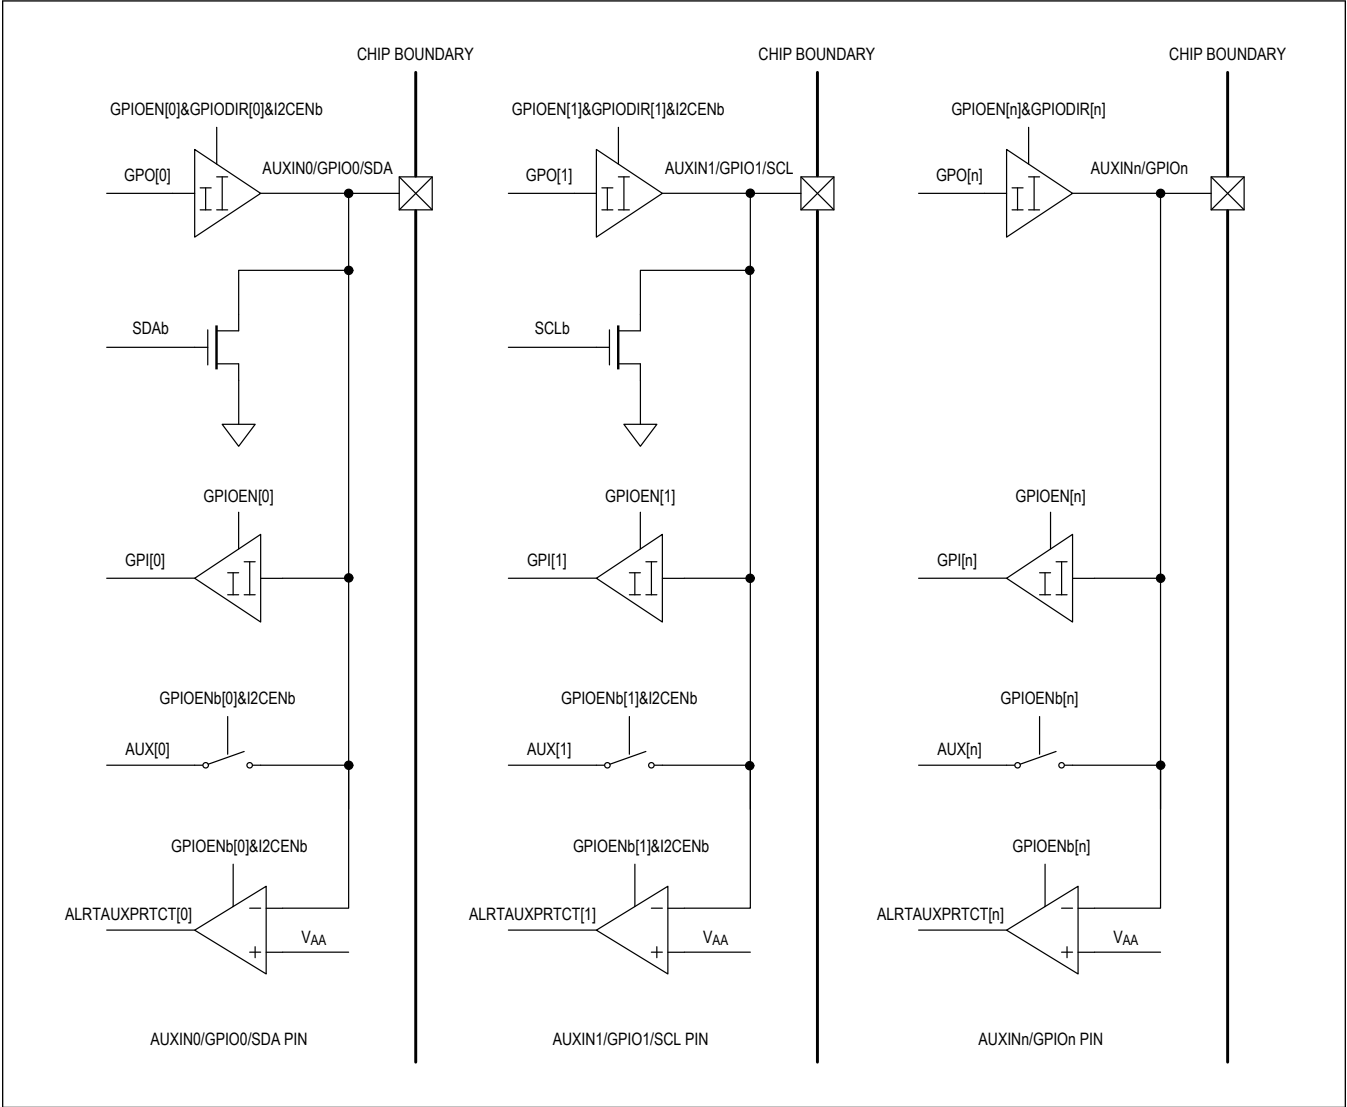 CHIP BOUNDARY
GPIOEN[0]&GPIODIR[0]&I2CENb
GPO[0]
AUXIN0/GPIO0/SDA
SDAb
GPIOEN[0]
GPI[0]
GPIOENb[0]&I2CENb
AUX[0]
GPIOENb[0]&I2CENb
ALRTAUXPRTCT[0]
−
+
VAA
AUXIN0/GPIO0/SDA PIN
CHIP BOUNDARY
GPIOEN[1]&GPIODIR[1]&I2CENb
GPO[1]
AUXIN1/GPIO1/SCL
SCLb
GPIOEN[1]
GPI[1]
GPIOENb[1]&I2CENb
AUX[1]
GPIOENb[1]&I2CENb
ALRTAUXPRTCT[1]
−
+
VAA
AUXIN1/GPIO1/SCL PIN
CHIP BOUNDARY
GPIOEN[n]&GPIODIR[n]
GPO[n]
AUXINn/GPIOn
GPIOEN[n]
GPI[n]
GPIOENb[n]
AUX[n]
GPIOENb[n]
ALRTAUXPRTCT[n]
−
+
VAA
AUXINn/GPIOn PIN